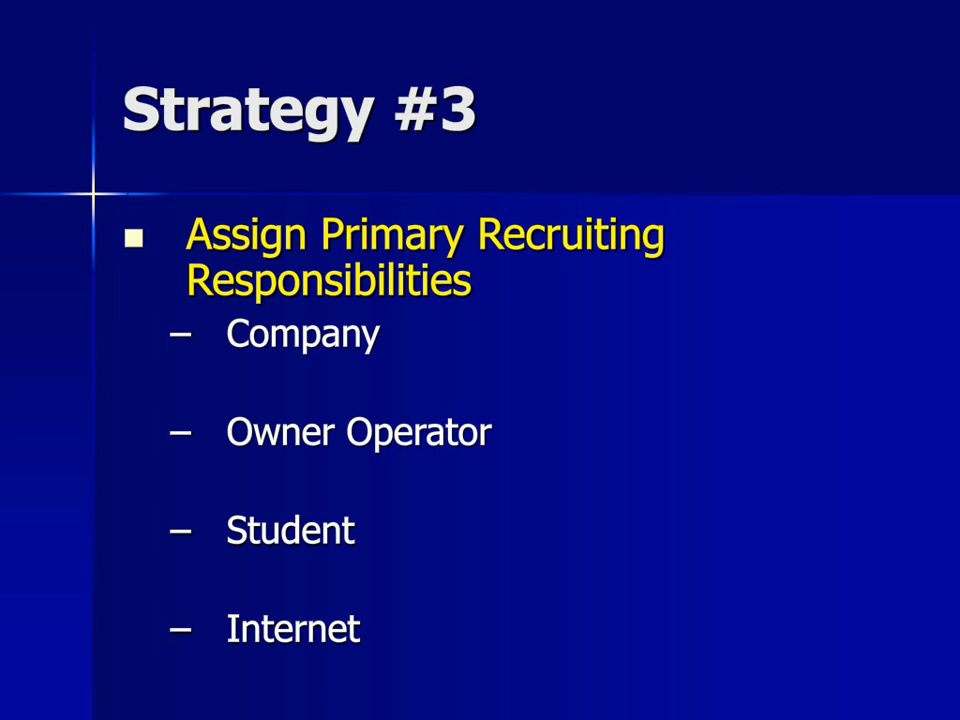 Strategy #3
■ Assign Primary Recruiting
Responsibilities
– Company
– Owner Operator
– Student
– Internet